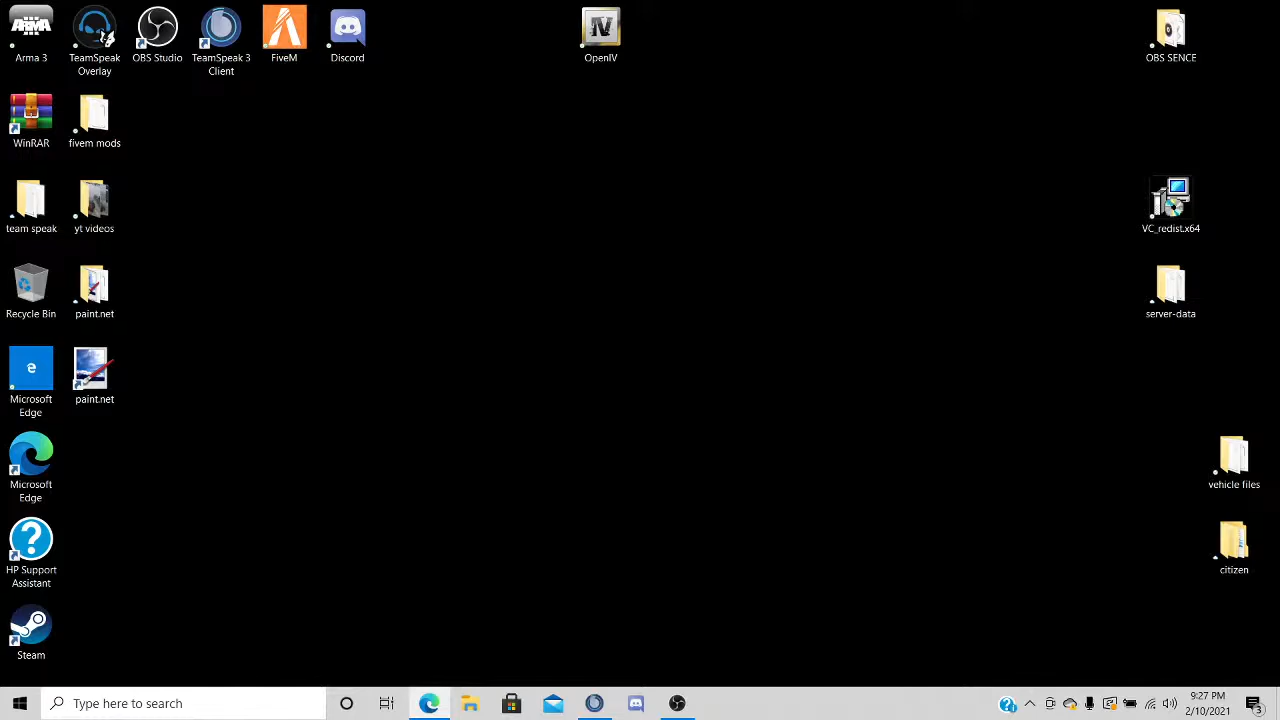 Arma 3
TeamSpeak
Overlay
OBS Studio
TeamSpeak 3
Client
FiveM
Discord
OpenIV
OBS SENCE
WinRAR
fivem mods
team speak
yt videos
VC_redist.x64
Recycle Bin
paint.net
server-data
Microsoft
Edge
paint.net
Microsoft
Edge
vehicle files
HP Support
Assistant
citizen
Steam
Type here to search
9:27 PM
2/10/2021
3